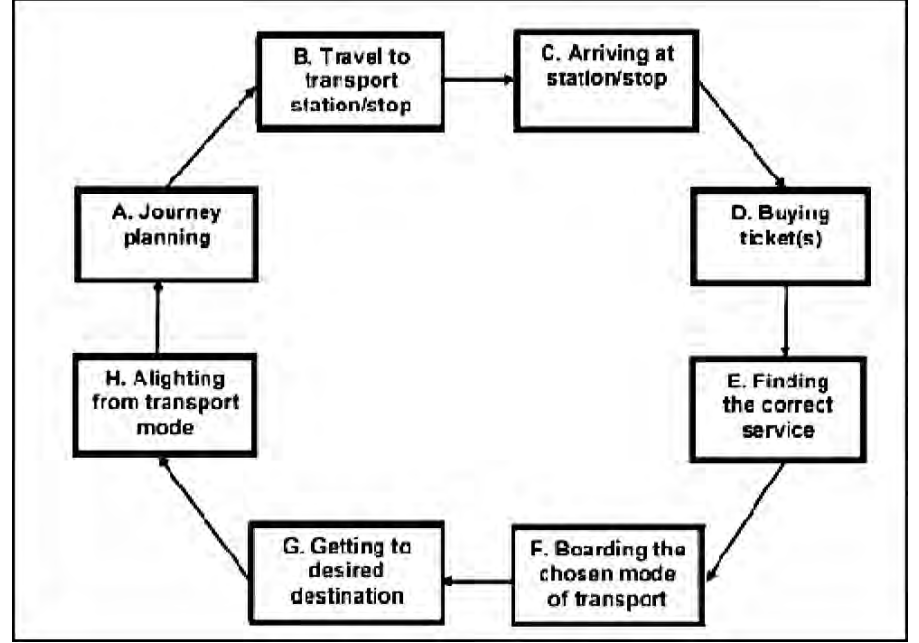 B. Travel to
transport
station/stop
C. Arriving at
station/stop
A. Journey
planning
D. Buying
ticket(s)
H. Alighting
from transport
mode
E. Finding
the correct
service
G. Getting to
desired
destination
F. Boarding the
chosen mode
of transport